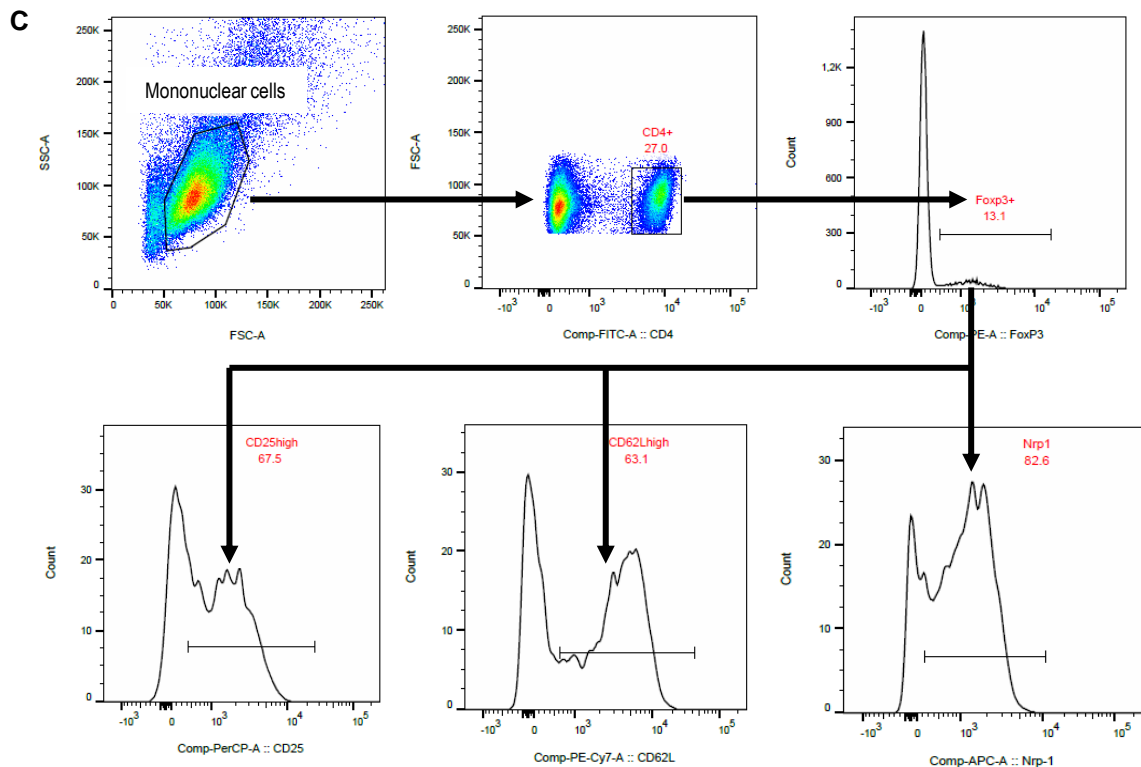 C
250K
200K
150K
100K
50K
0
SSC-A
Mononuclear cells
0 50K 100K 150K 200K 250K
FSC-A
250K
200K
150K
100K
50K
0
FSC-A
CD4+
27.0
-10³ 10³ 10⁴ 10⁵
Comp-FITC-A :: CD4
1,2K
900
600
300
0
Count
Foxp3+
13.1
-10³ 0 10³ 10⁴ 10⁵
Comp-PE-A :: FoxP3
30
20
10
0
Count
CD25high
67.5
-10³ 0 10³ 10⁴ 10⁵
Comp-PerCP-A :: CD25
30
20
10
0
Count
CD62Lhigh
63.1
-10³ 0 10³ 10⁴ 10⁵
Comp-PE-Cy7-A :: CD62L
30
20
10
0
Count
Nrp1
82.6
-10³ 0 10³ 10⁴ 10⁵
Comp-APC-A :: Nrp-1